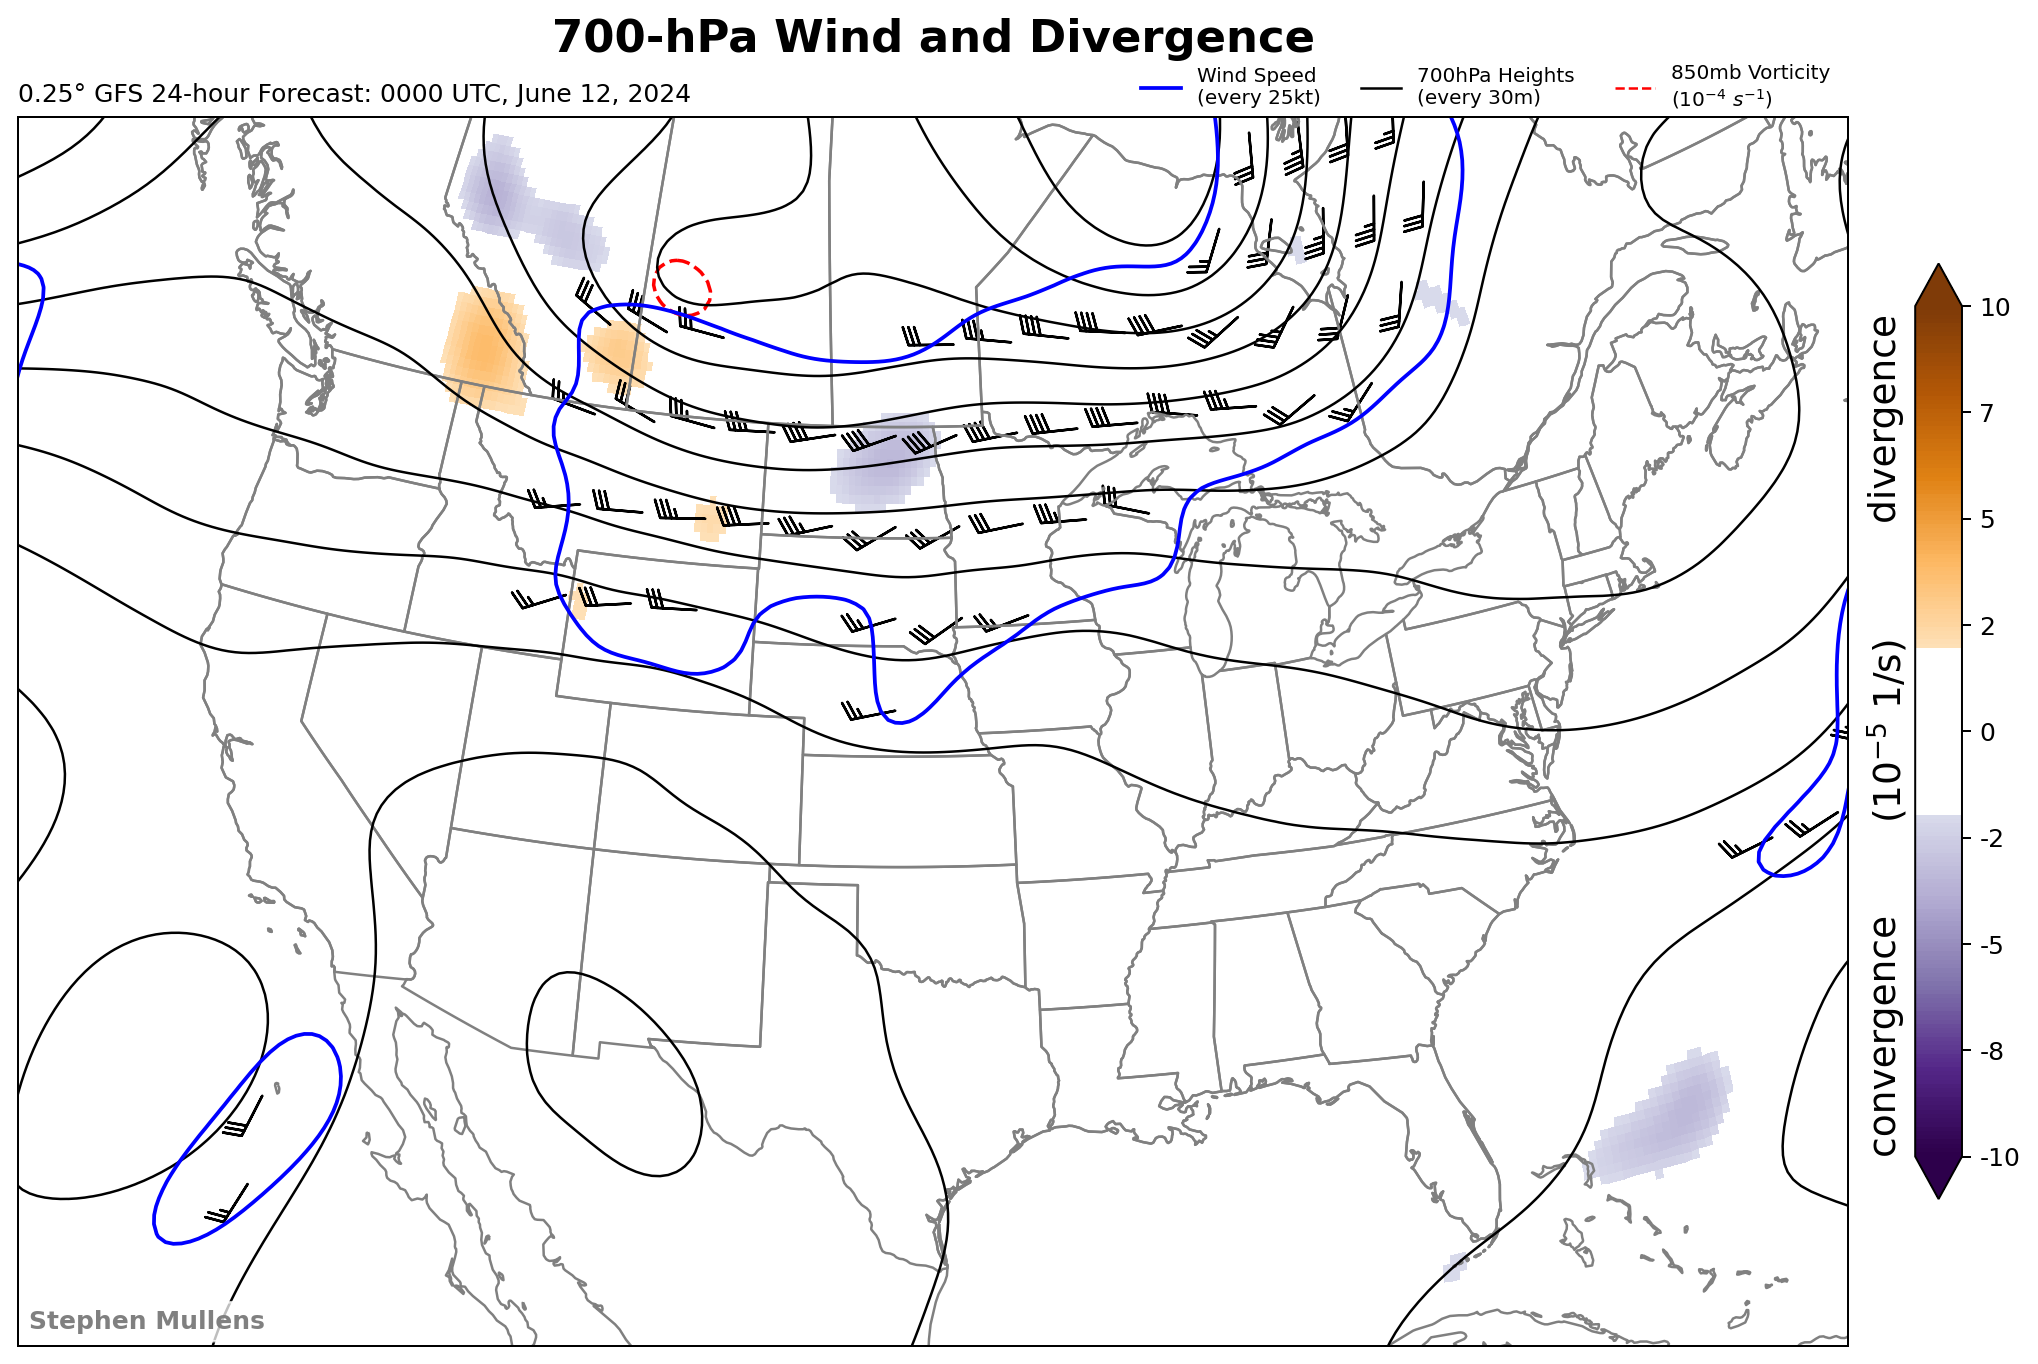 700-hPa Wind and Divergence
0.25° GFS 24-hour Forecast: 0000 UTC, June 12, 2024
Wind Speed
(every 25kt)
700hPa Heights
(every 30m)
850mb Vorticity
(10⁻⁴ s⁻¹)
10
7
5
2
0
-2
-5
-8
-10
convergence (10⁻⁵ 1/s) divergence
Stephen Mullens